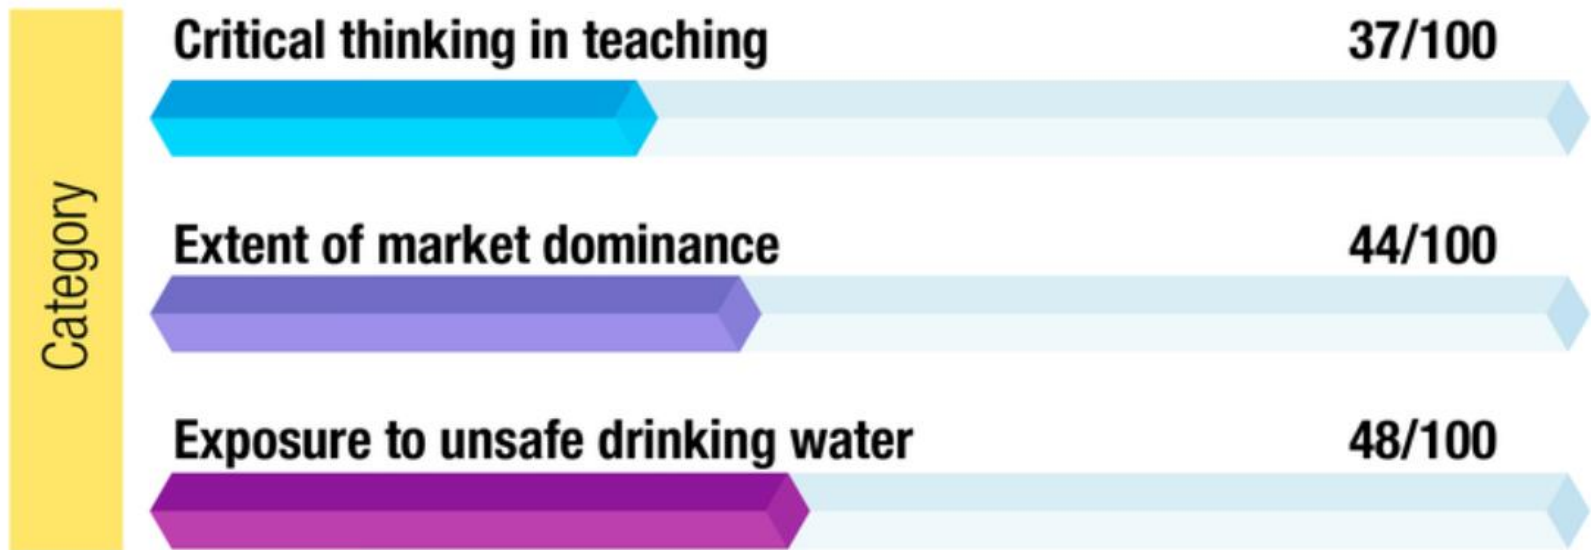 Category
Critical thinking in teaching 37/100
Extent of market dominance 44/100
Exposure to unsafe drinking water 48/100